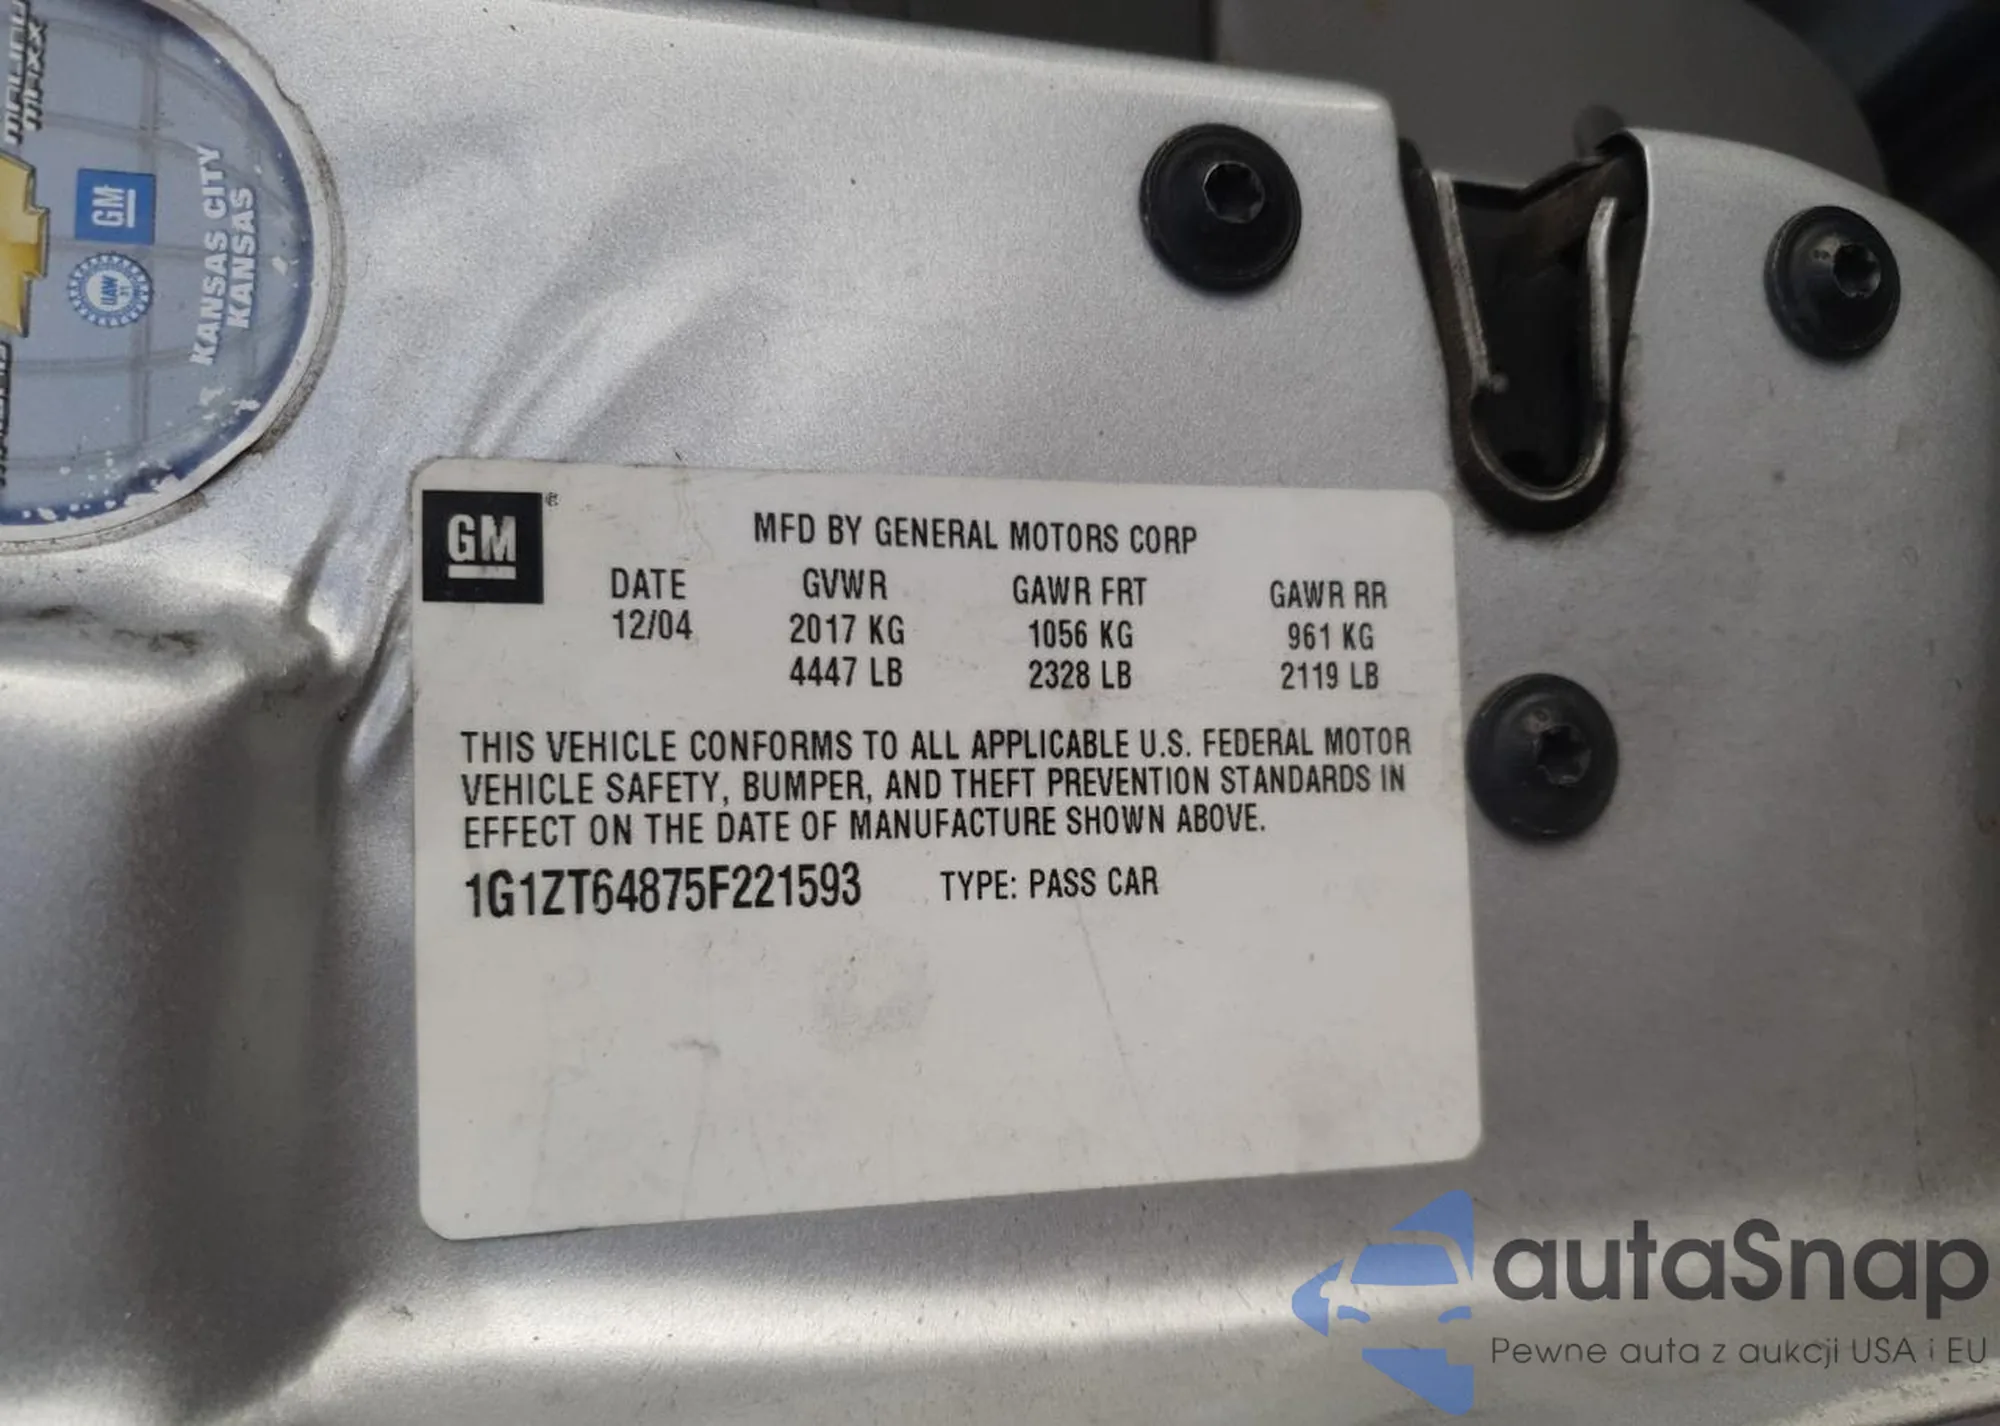 MALIBU
MAXX
GM
UAW
31
KANSAS CITY
KANSAS
GM ®
MFD BY GENERAL MOTORS CORP
DATE GVWR GAWR FRT GAWR RR
12/04 2017 KG 1056 KG 961 KG
4447 LB 2328 LB 2119 LB
THIS VEHICLE CONFORMS TO ALL APPLICABLE U.S. FEDERAL MOTOR
VEHICLE SAFETY, BUMPER, AND THEFT PREVENTION STANDARDS IN
EFFECT ON THE DATE OF MANUFACTURE SHOWN ABOVE.
1G1ZT64875F221593 TYPE: PASS CAR
autaSnap
Pewne auta z aukcji USA i EU